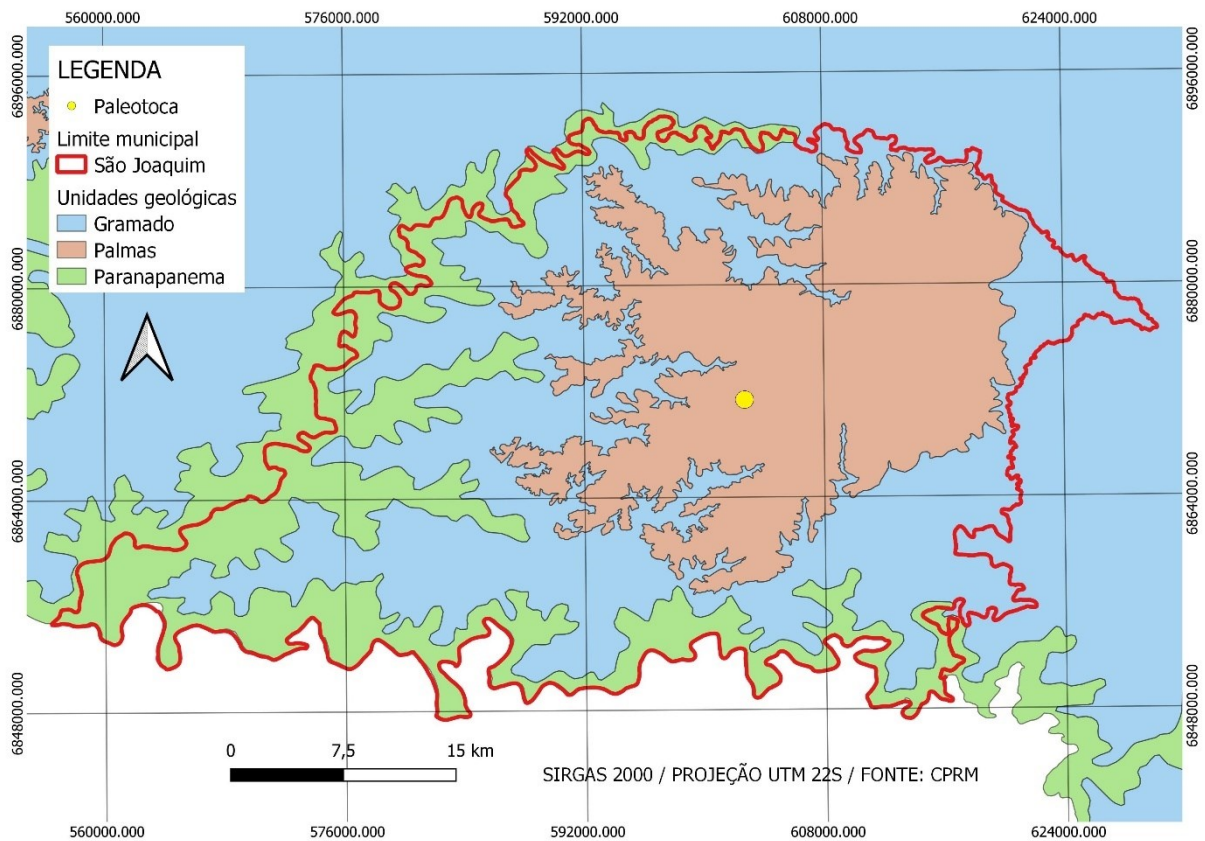 560000.000 576000.000 592000.000 608000.000 624000.000
6896000.000 6896000.000
LEGENDA
Paleotoca
Limite municipal
São Joaquim
Unidades geológicas
Gramado
Palmas
Paranapanema
6880000.000 6880000.000
6864000.000 6864000.000
6848000.000 6848000.000
0 7,5 15 km
SIRGAS 2000 / PROJEÇÃO UTM 22S / FONTE: CPRM
560000.000 576000.000 592000.000 608000.000 624000.000